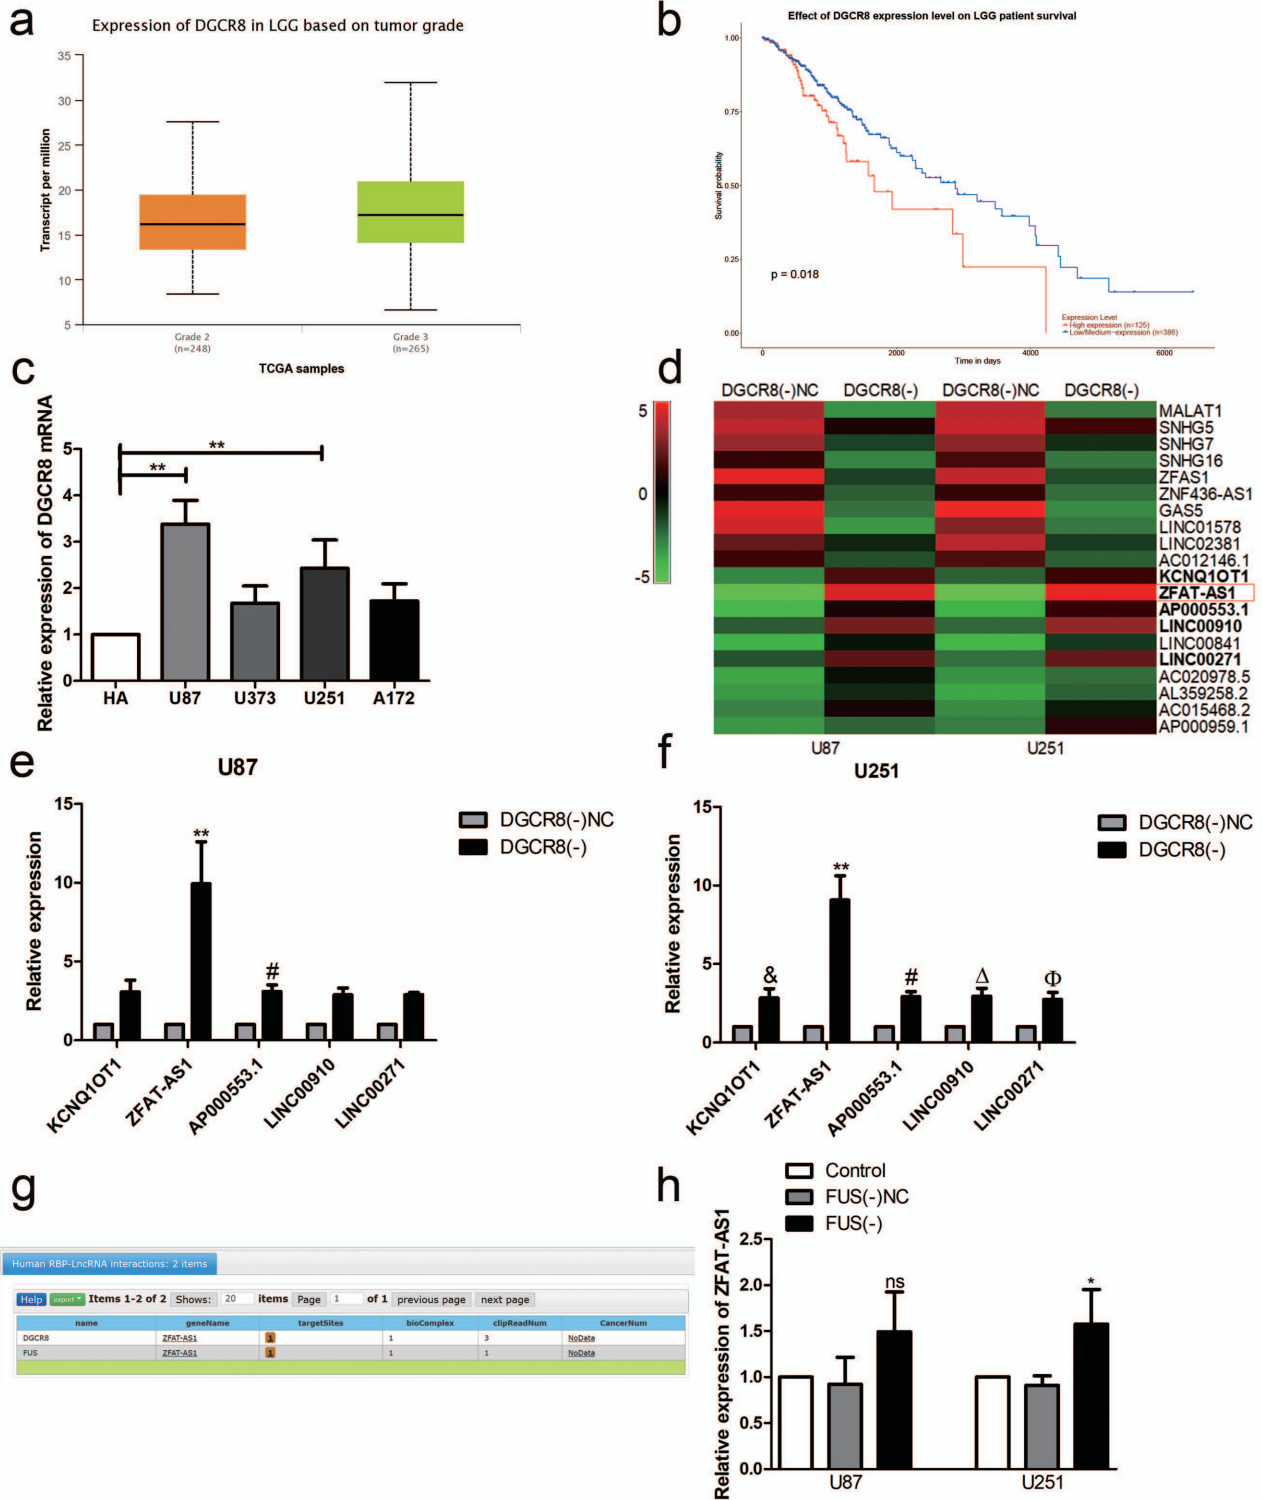 a
Expression of DGCR8 in LGG based on tumor grade
Transcript per million
35
30
25
20
15
10
5
Grade 2
(n=248)
Grade 3
(n=265)
TCGA samples
b
Effect of DGCR8 expression level on LGG patient survival
Survival probability
1.00
0.75
0.50
0.25
0.00
p = 0.018
Expression Level
High expression (n=125)
Low/Medium-expression (n=386)
0
2000
4000
6000
Time in days
c
Relative expression of DGCR8 mRNA
5
4
3
2
1
0
**
**
HA
U87
U373
U251
A172
d
DGCR8(-)NC
DGCR8(-)
DGCR8(-)NC
DGCR8(-)
5
0
-5
MALAT1
SNHG5
SNHG7
SNHG16
ZFAS1
ZNF436-AS1
GAS5
LINC01578
LINC02381
AC012146.1
KCNQ1OT1
ZFAT-AS1
AP000553.1
LINC00910
LINC00841
LINC00271
AC020978.5
AL359258.2
AC015468.2
AP000959.1
U87
U251
e
U87
Relative expression
15
10
5
0
**
#
DGCR8(-)NC
DGCR8(-)
KCNQ1OT1
ZFAT-AS1
AP000553.1
LINC00910
LINC00271
f
U251
Relative expression
15
10
5
0
&
**
#
Δ
Φ
DGCR8(-)NC
DGCR8(-)
KCNQ1OT1
ZFAT-AS1
AP000553.1
LINC00910
LINC00271
g
Human RBP-LncRNA interactions: 2 items
Help export Items 1-2 of 2 Shows: 20 items Page 1 of 1 previous page next page
name geneName targetSites bioComplex clipReadNum CancerNum
DGCR8 ZFAT-AS1 1 1 3 NoData
FUS ZFAT-AS1 1 1 1 NoData
h
Control
FUS(-)NC
FUS(-)
Relative expression of ZFAT-AS1
2.5
2.0
1.5
1.0
0.5
0.0
ns
*
U87
U251